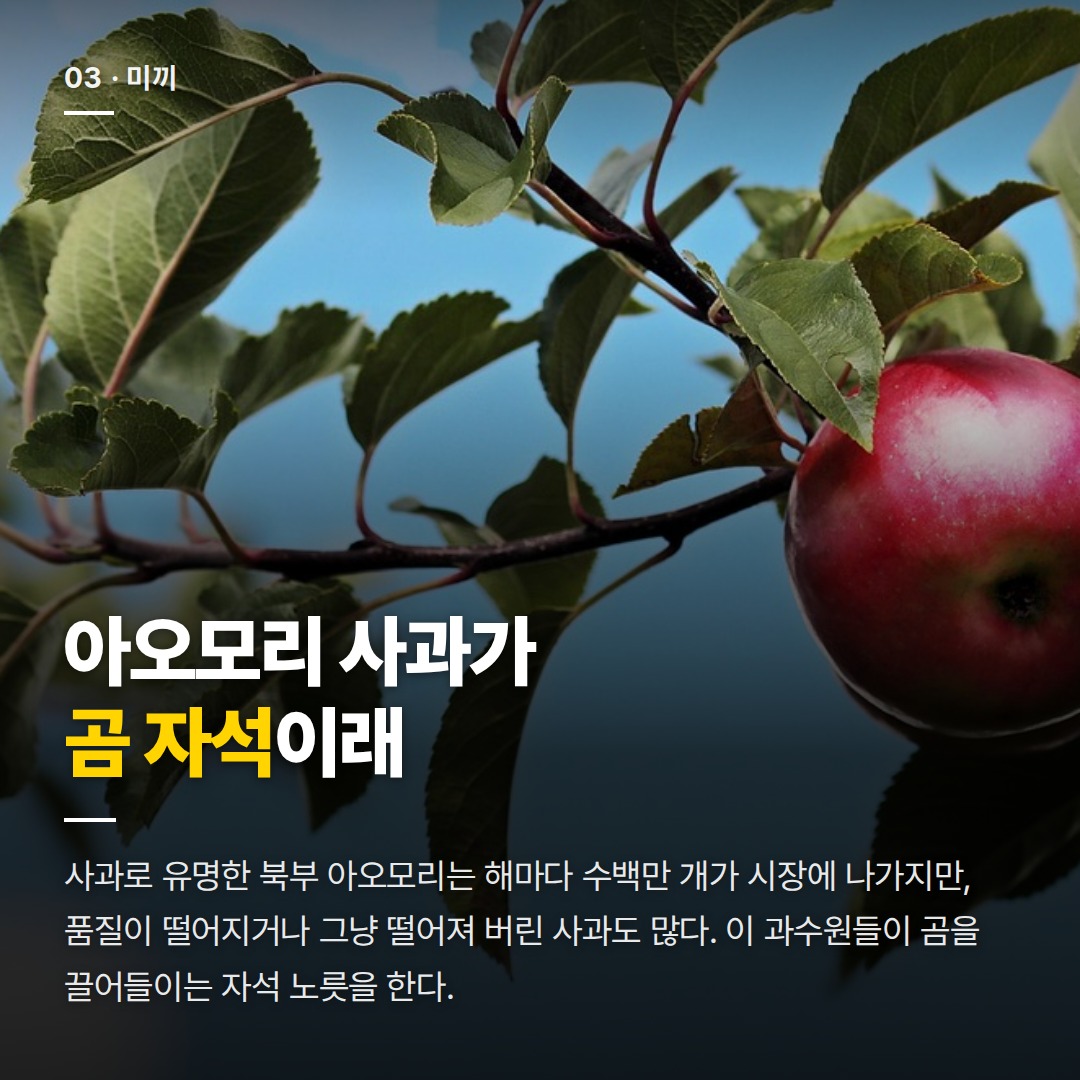 03 · 미끼
아오모리 사과가
곰 자석이래
사과로 유명한 북부 아오모리는 해마다 수백만 개가 시장에 나가지만,
품질이 떨어지거나 그냥 떨어져 버린 사과도 많다. 이 과수원들이 곰을
끌어들이는 자석 노릇을 한다.